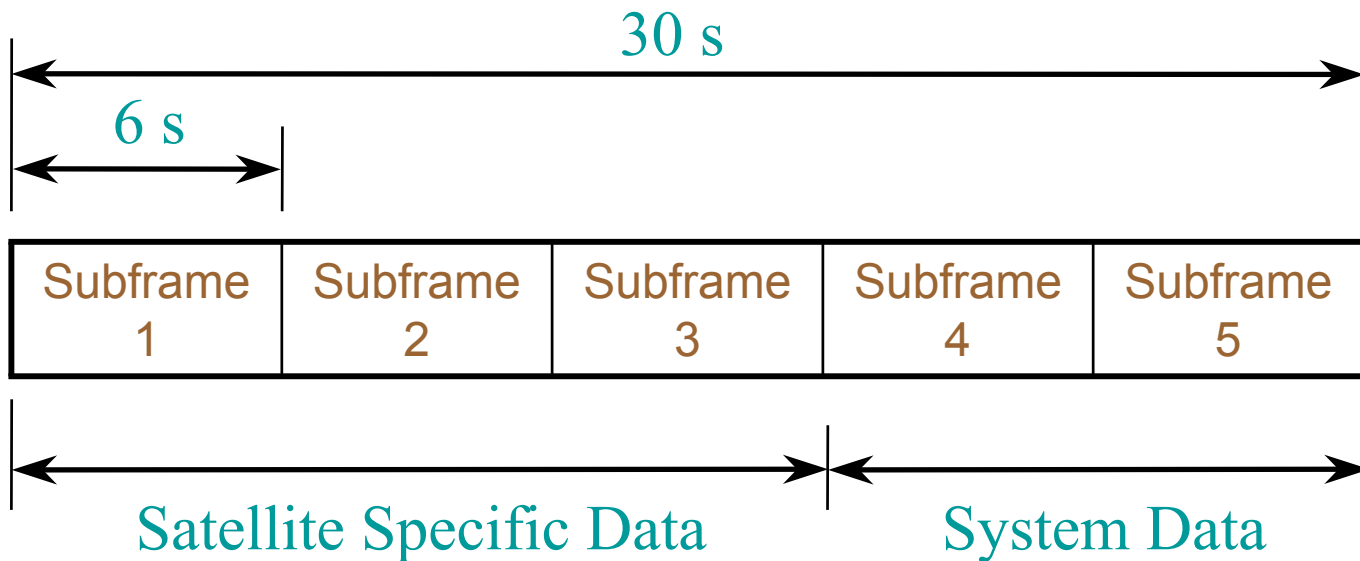 30 s
6 s
Subframe Subframe Subframe Subframe Subframe
1 2 3 4 5
Satellite Specific Data System Data